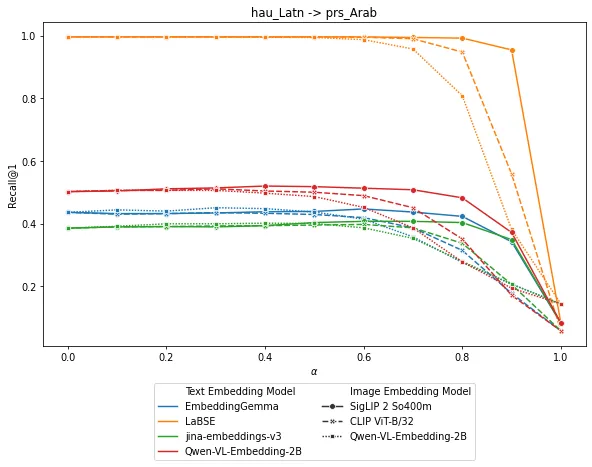 hau_Latn -> prs_Arab
Recall@1
1.0
0.8
0.6
0.4
0.2
0.0 0.2 0.4 0.6 0.8 1.0
α
Text Embedding Model
EmbeddingGemma
LaBSE
jina-embeddings-v3
Qwen-VL-Embedding-2B
Image Embedding Model
SigLIP 2 So400m
CLIP ViT-B/32
Qwen-VL-Embedding-2B